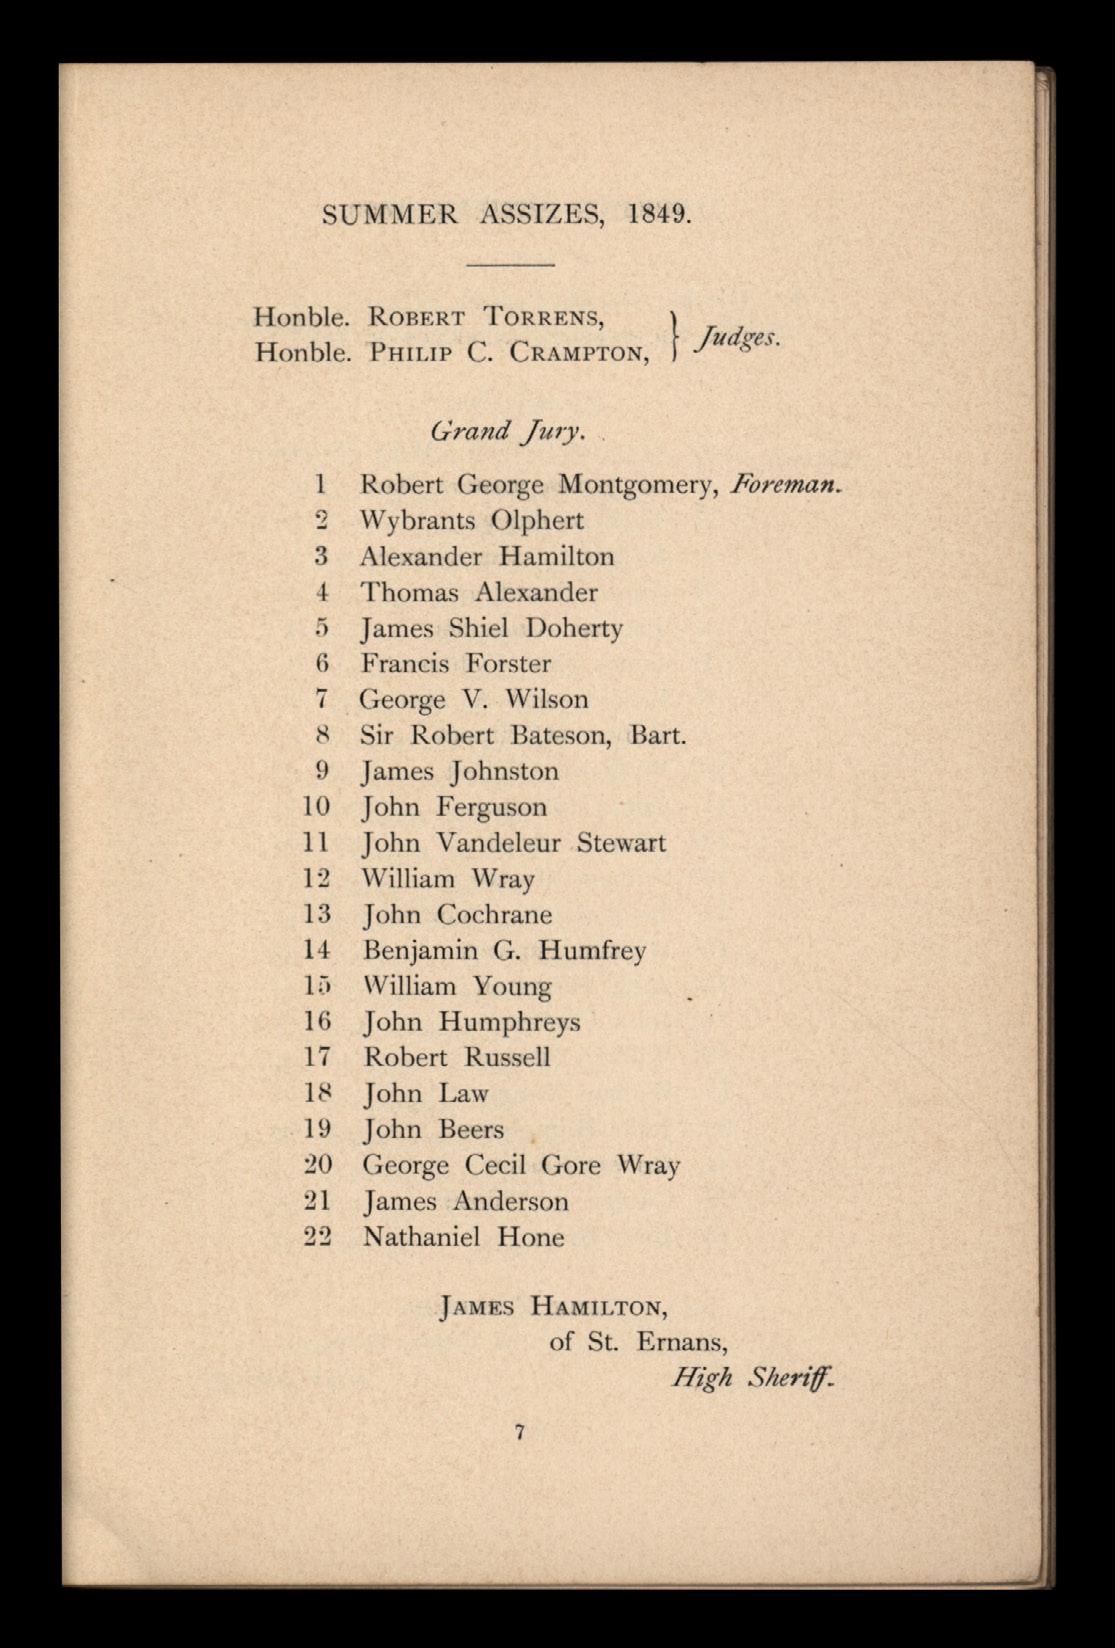 SUMMER ASSIZES, 1849.
Honble. ROBERT TORRENS,
Honble. PHILIP C. CRAMPTON, } Judges.
Grand Jury.
1 Robert George Montgomery, Foreman.
2 Wybrants Olphert
3 Alexander Hamilton
4 Thomas Alexander
5 James Shiel Doherty
6 Francis Forster
7 George V. Wilson
8 Sir Robert Bateson, Bart.
9 James Johnston
10 John Ferguson
11 John Vandeleur Stewart
12 William Wray
13 John Cochrane
14 Benjamin G. Humfrey
15 William Young
16 John Humphreys
17 Robert Russell
18 John Law
19 John Beers
20 George Cecil Gore Wray
21 James Anderson
22 Nathaniel Hone
JAMES HAMILTON,
of St. Ernans,
High Sheriff.
7